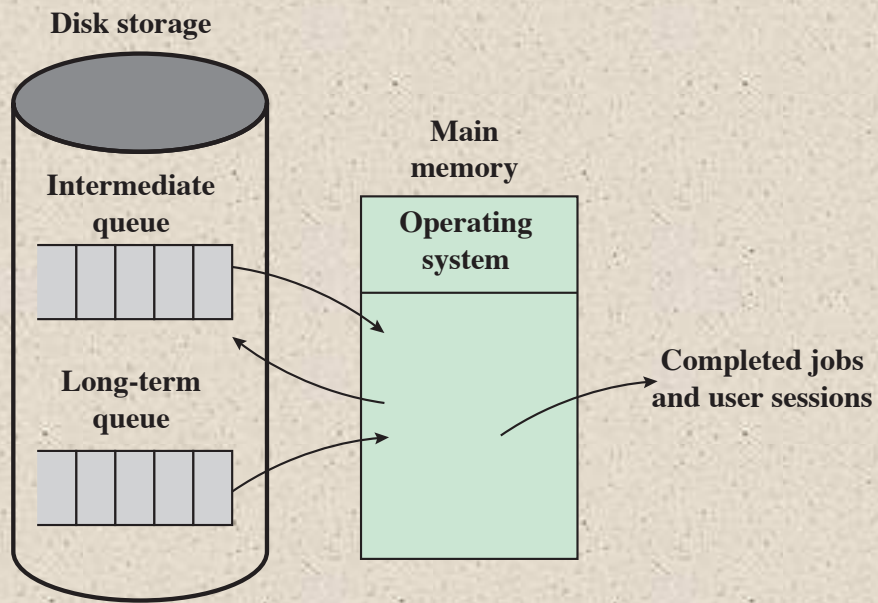 Disk storage
Intermediate
queue
Long-term
queue
Main
memory
Operating
system
Completed jobs
and user sessions